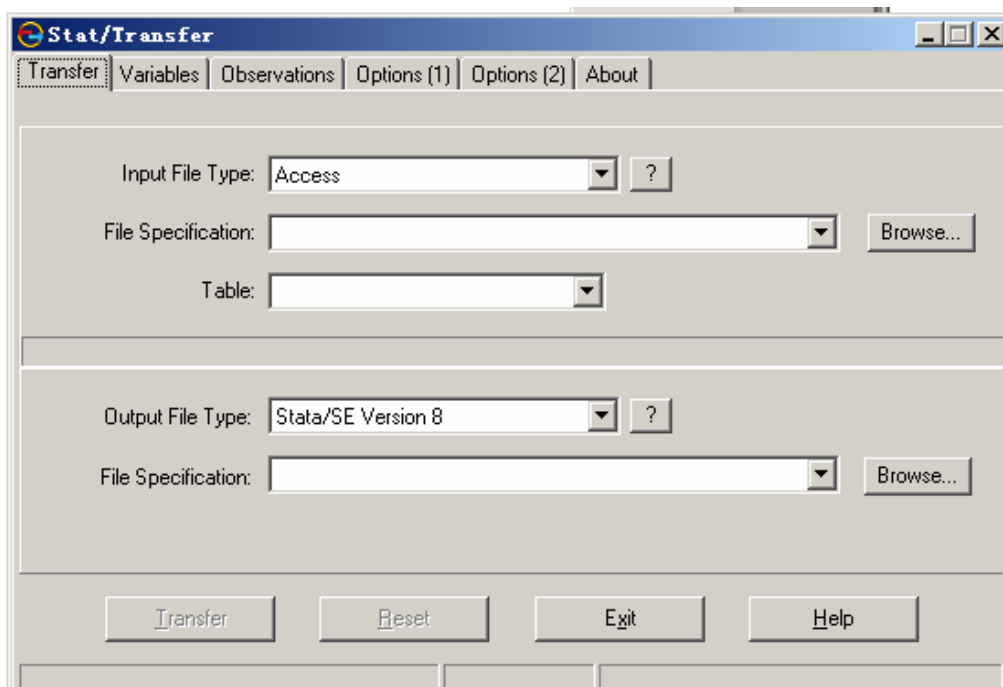 Stat/Transfer
Transfer Variables Observations Options (1) Options (2) About
Input File Type: Access ?
File Specification: Browse...
Table:
Output File Type: Stata/SE Version 8 ?
File Specification: Browse...
Transfer Reset Exit Help